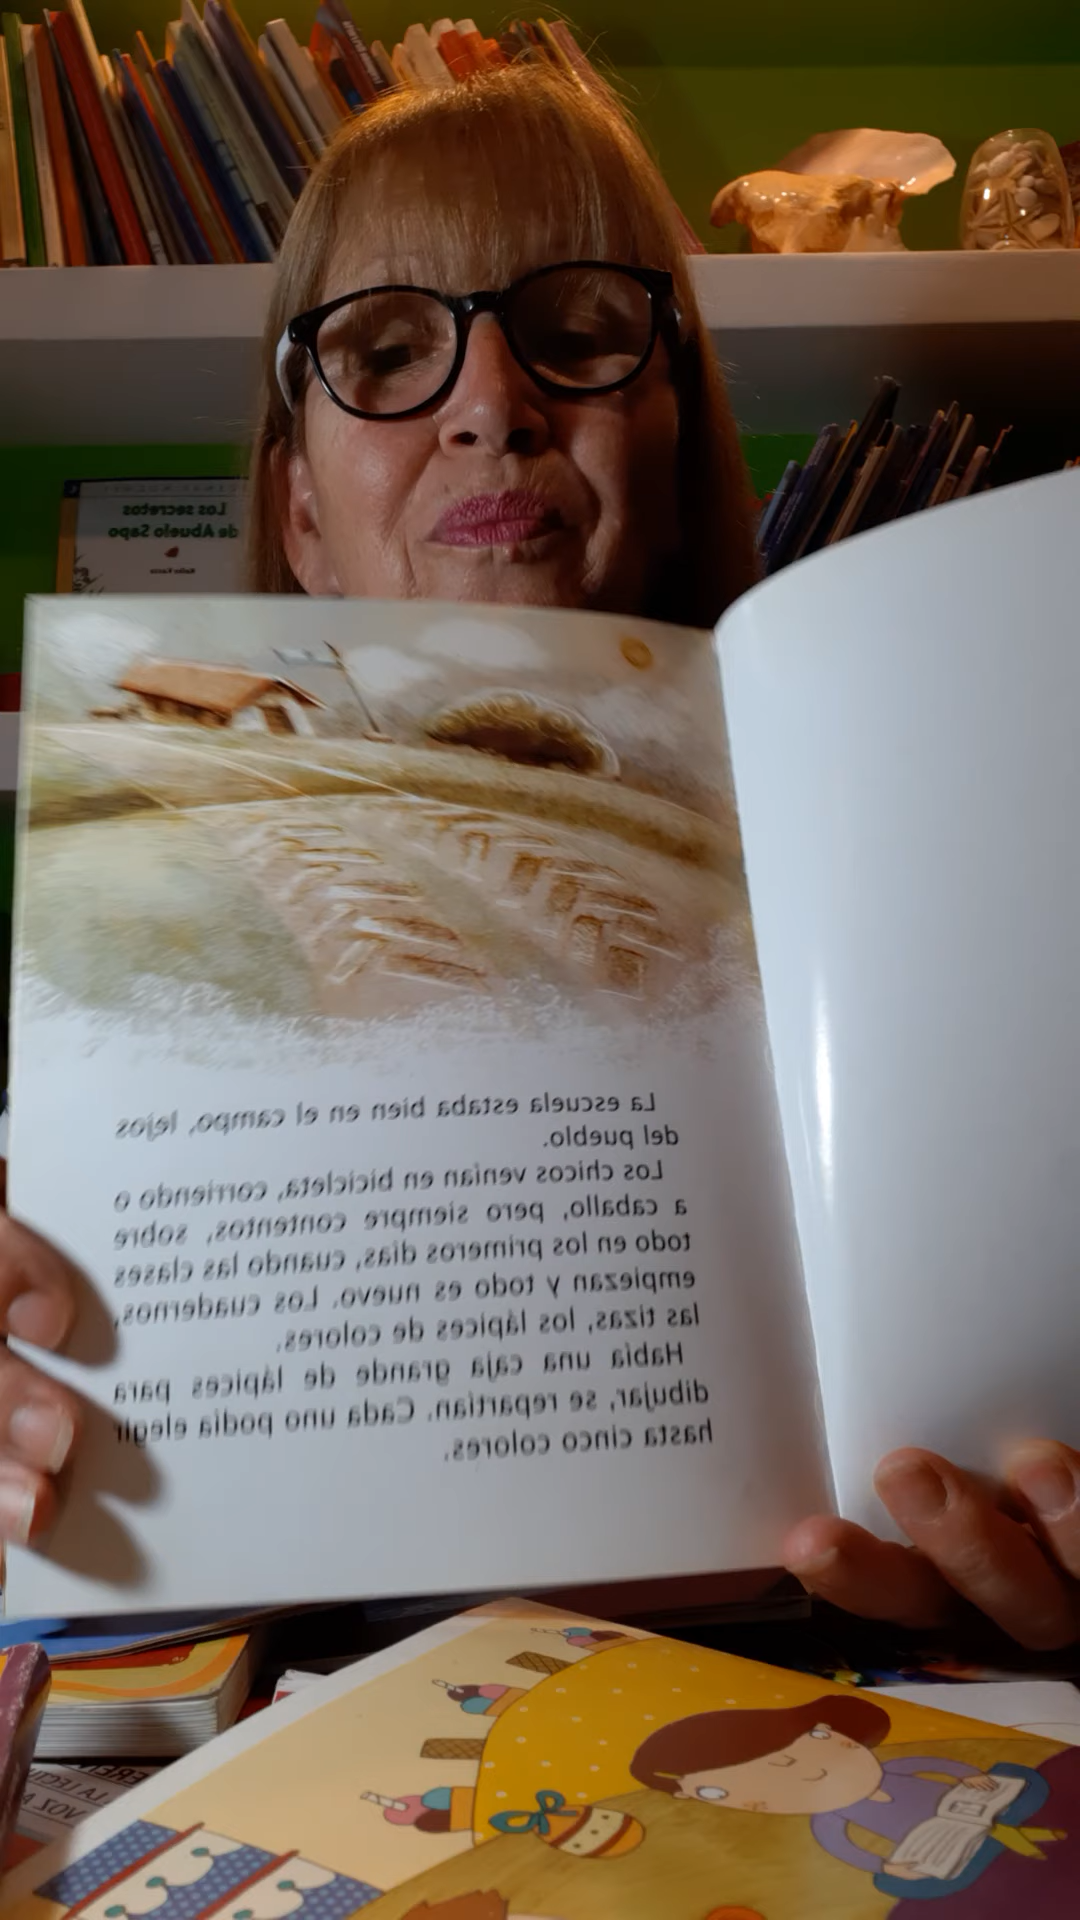 Los secretos
de Abuelo Sapo
La escuela estaba bien en el campo, lejos
del pueblo.
Los chicos venían en bicicleta, corriendo o
a caballo, pero siempre contentos, sobre
todo en los primeros días, cuando las clases
empiezan y todo es nuevo. Los cuadernos,
las tizas, los lápices de colores.
Había una caja grande de lápices para
dibujar, se repartían. Cada uno podía elegir
hasta cinco colores.